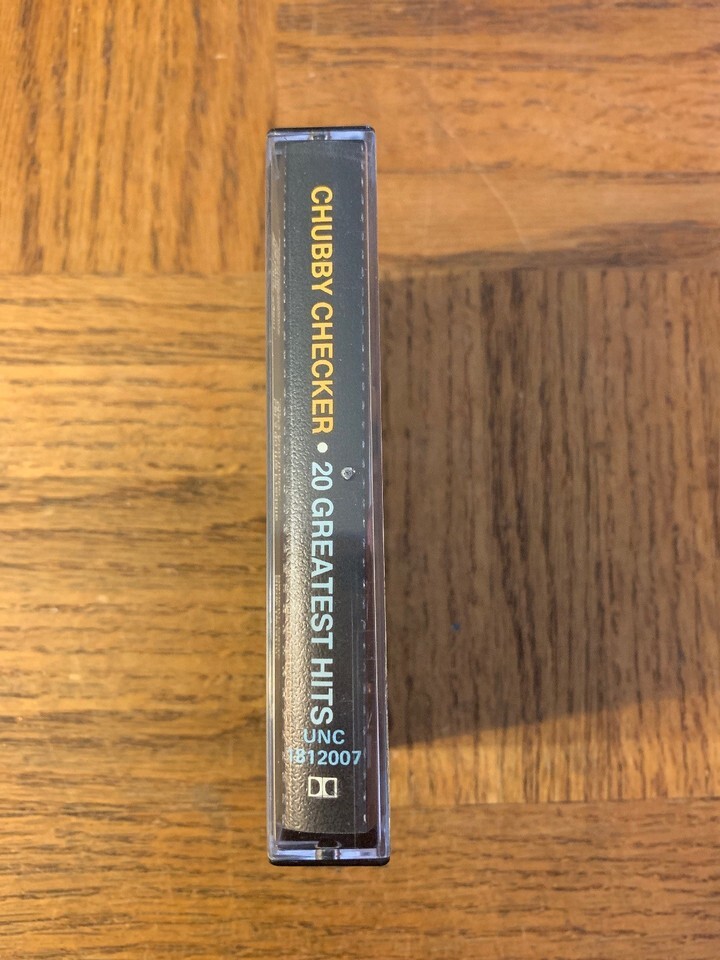 CHUBBY CHECKER • 20 GREATEST HITS
UNC
1812007